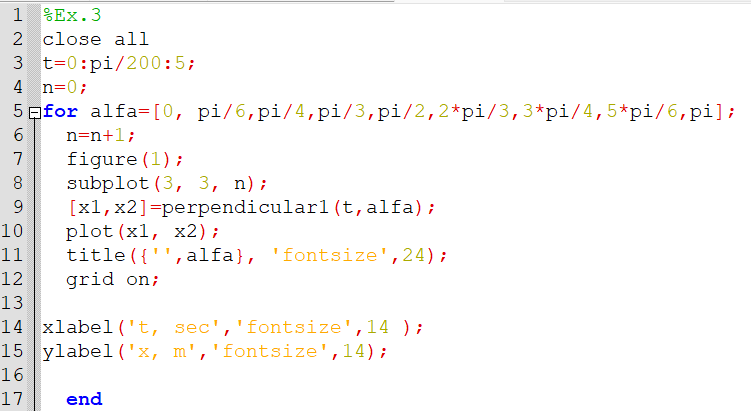 1 %Ex.3
2 close all
3 t=0:pi/200:5;
4 n=0;
5 for alfa=[0, pi/6,pi/4,pi/3,pi/2,2*pi/3,3*pi/4,5*pi/6,pi];
6 n=n+1;
7 figure(1);
8 subplot(3, 3, n);
9 [x1,x2]=perpendicular1(t,alfa);
10 plot(x1, x2);
11 title({'',alfa}, 'fontsize',24);
12 grid on;
13
14 xlabel('t, sec','fontsize',14 );
15 ylabel('x, m','fontsize',14);
16
17 end